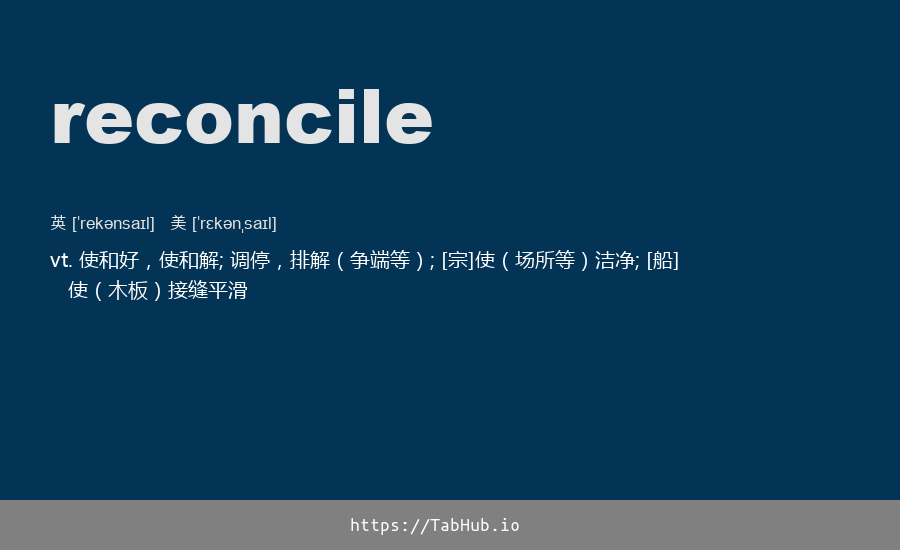 reconcile
英 [ˈrekənsaɪl] 美 [ˈrɛkənˌsaɪl]
vt. 使和好，使和解; 调停，排解（争端等）; [宗]使（场所等）洁净; [船]
使（木板）接缝平滑
https://TabHub.io